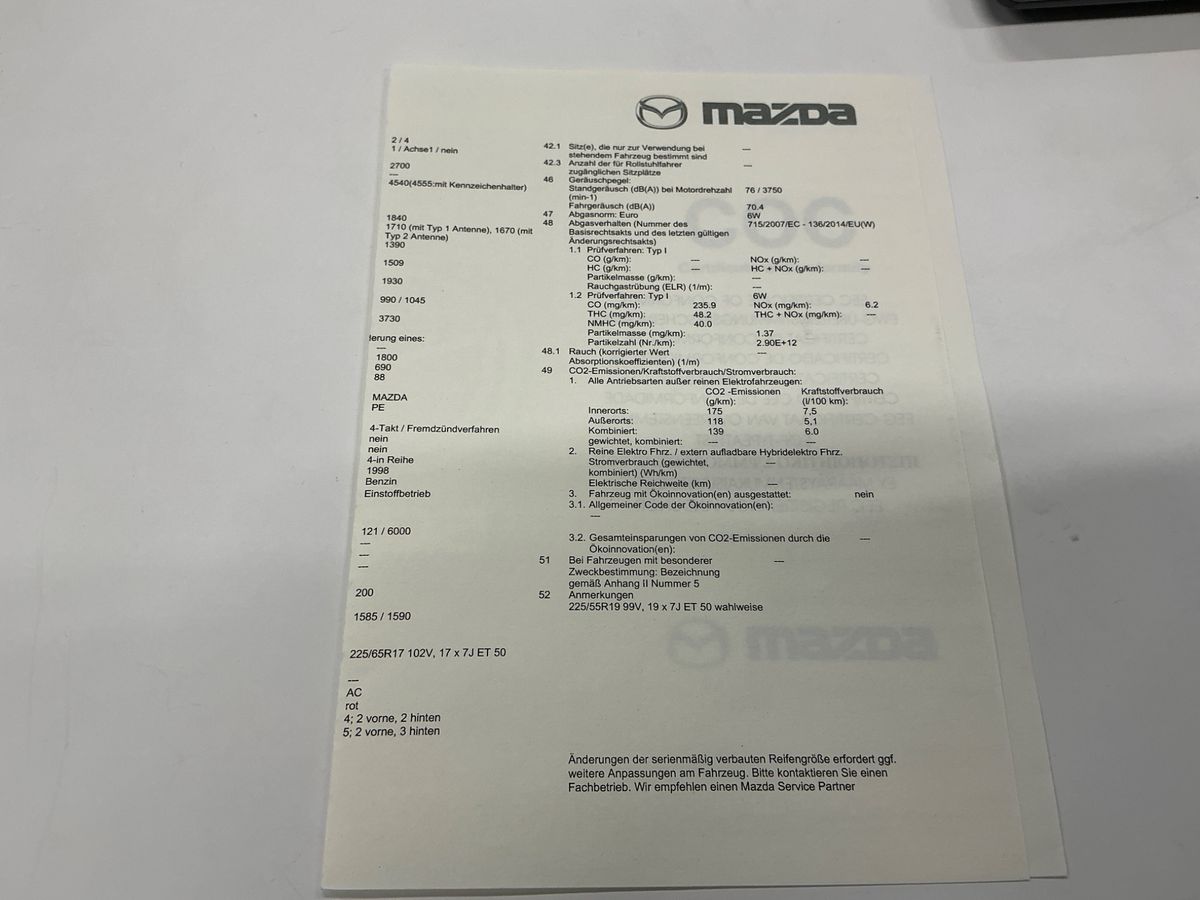 mazda
2 / 4
1 / Achse1 / nein
2700
---
4540(4555:mit Kennzeichenhalter)
1840
1710 (mit Typ 1 Antenne), 1670 (mit
Typ 2 Antenne)
1390
1509
1930
990 / 1045
3730
lerung eines:
---
1800
690
88
MAZDA
PE
4-Takt / Fremdzündverfahren
nein
nein
4-in Reihe
1998
Benzin
Einstoffbetrieb
121 / 6000
---
---
---
200
1585 / 1590
225/65R17 102V, 17 x 7J ET 50
---
AC
rot
4; 2 vorne, 2 hinten
5; 2 vorne, 3 hinten
42.1 Sitz(e), die nur zur Verwendung bei ---
stehendem Fahrzeug bestimmt sind
42.3 Anzahl der für Rollstuhlfahrer ---
zugänglichen Sitzplätze
46 Geräuschpegel:
Standgeräusch (dB(A)) bei Motordrehzahl 76 / 3750
(min-1)
Fahrgeräusch (dB(A)) 70.4
47 Abgasnorm: Euro 6W
48 Abgasverhalten (Nummer des 715/2007/EC - 136/2014/EU(W)
Basisrechtsakts und des letzten gültigen
Änderungsrechtsakts)
1.1 Prüfverfahren: Typ I
CO (g/km): --- NOx (g/km): ---
HC (g/km): --- HC + NOx (g/km): ---
Partikelmasse (g/km): ---
Rauchgastrübung (ELR) (1/m): ---
1.2 Prüfverfahren: Typ I 6W
CO (mg/km): 235.9 NOx (mg/km): 6.2
THC (mg/km): 48.2 THC + NOx (mg/km): ---
NMHC (mg/km): 40.0
Partikelmasse (mg/km): 1.37
Partikelzahl (Nr./km): 2.90E+12
48.1 Rauch (korrigierter Wert ---
Absorptionskoeffizienten) (1/m)
49 CO2-Emissionen/Kraftstoffverbrauch/Stromverbrauch:
1. Alle Antriebsarten außer reinen Elektrofahrzeugen:
CO2 -Emissionen Kraftstoffverbrauch
(g/km): (l/100 km):
Innerorts: 175 7,5
Außerorts: 118 5,1
Kombiniert: 139 6.0
gewichtet, kombiniert: --- ---
2. Reine Elektro Fhrz. / extern aufladbare Hybridelektro Fhrz.
Stromverbrauch (gewichtet, ---
kombiniert) (Wh/km)
Elektrische Reichweite (km) ---
3. Fahrzeug mit Ökoinnovation(en) ausgestattet: nein
3.1. Allgemeiner Code der Ökoinnovation(en):
---
3.2. Gesamteinsparungen von CO2-Emissionen durch die ---
Ökoinnovation(en):
51 Bei Fahrzeugen mit besonderer ---
Zweckbestimmung: Bezeichnung
gemäß Anhang II Nummer 5
52 Anmerkungen
225/55R19 99V, 19 x 7J ET 50 wahlweise
Änderungen der serienmäßig verbauten Reifengröße erfordert ggf.
weitere Anpassungen am Fahrzeug. Bitte kontaktieren Sie einen
Fachbetrieb. Wir empfehlen einen Mazda Service Partner